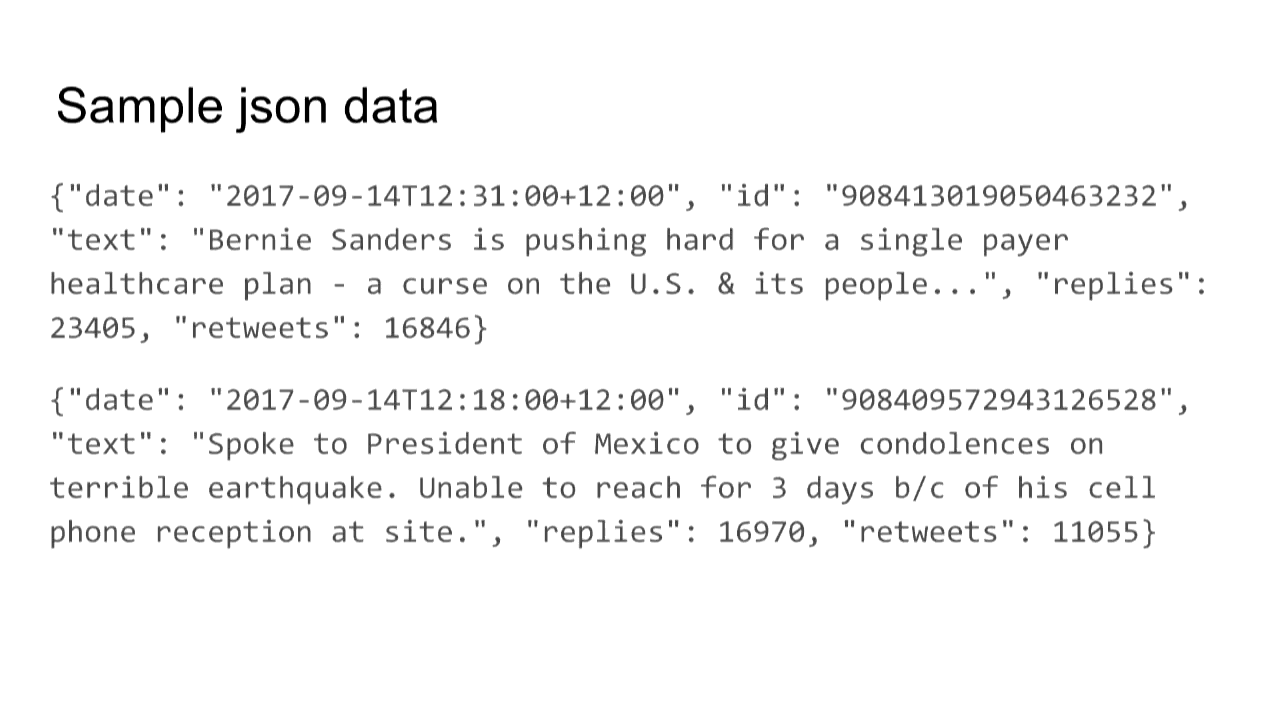 Sample json data
{"date": "2017-09-14T12:31:00+12:00", "id": "908413019050463232",
"text": "Bernie Sanders is pushing hard for a single payer
healthcare plan - a curse on the U.S. & its people...", "replies":
23405, "retweets": 16846}
{"date": "2017-09-14T12:18:00+12:00", "id": "908409572943126528",
"text": "Spoke to President of Mexico to give condolences on
terrible earthquake. Unable to reach for 3 days b/c of his cell
phone reception at site.", "replies": 16970, "retweets": 11055}